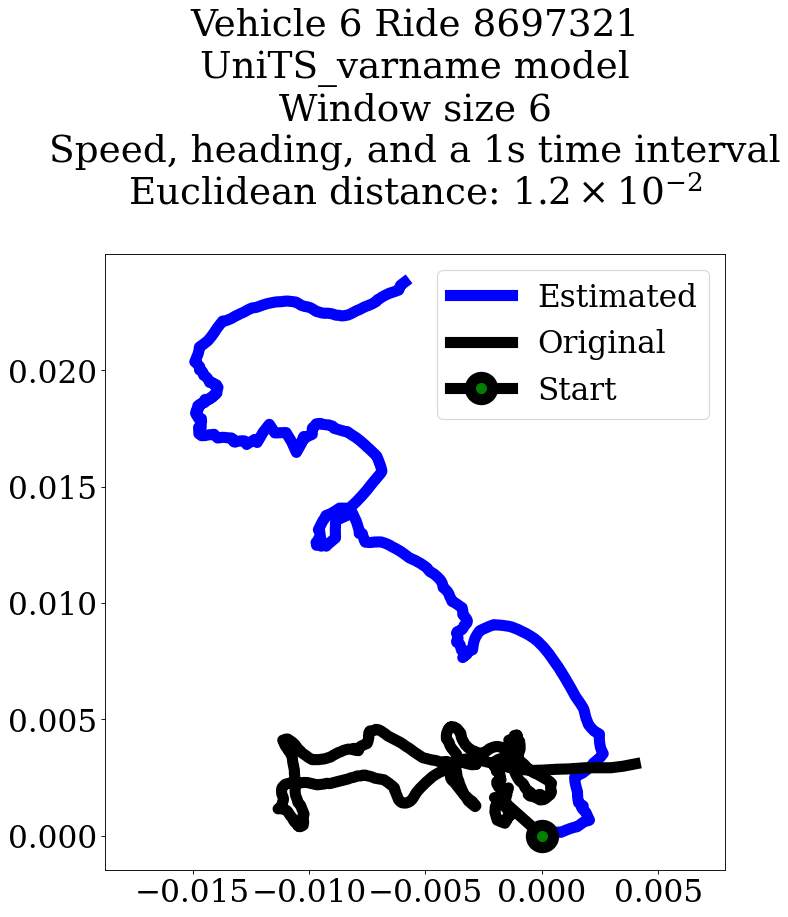 Vehicle 6 Ride 8697321
UniTS_varname model
Window size 6
Speed, heading, and a 1s time interval
Euclidean distance: 1.2 × 10⁻²
Estimated
Original
Start
0.020
0.015
0.010
0.005
0.000
−0.015 −0.010 −0.005 0.000 0.005